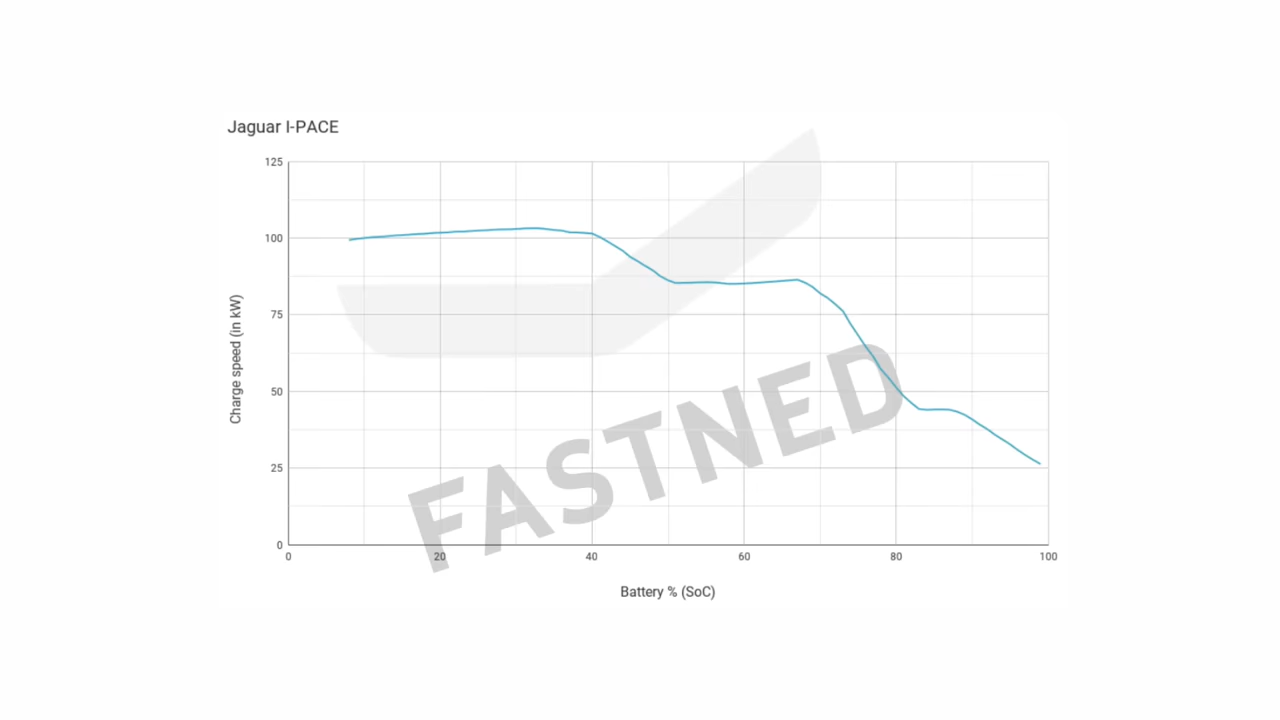 Jaguar I-PACE
125
100
75
50
25
0
Charge speed (in kW)
FASTNED
0 20 40 60 80 100
Battery % (SoC)